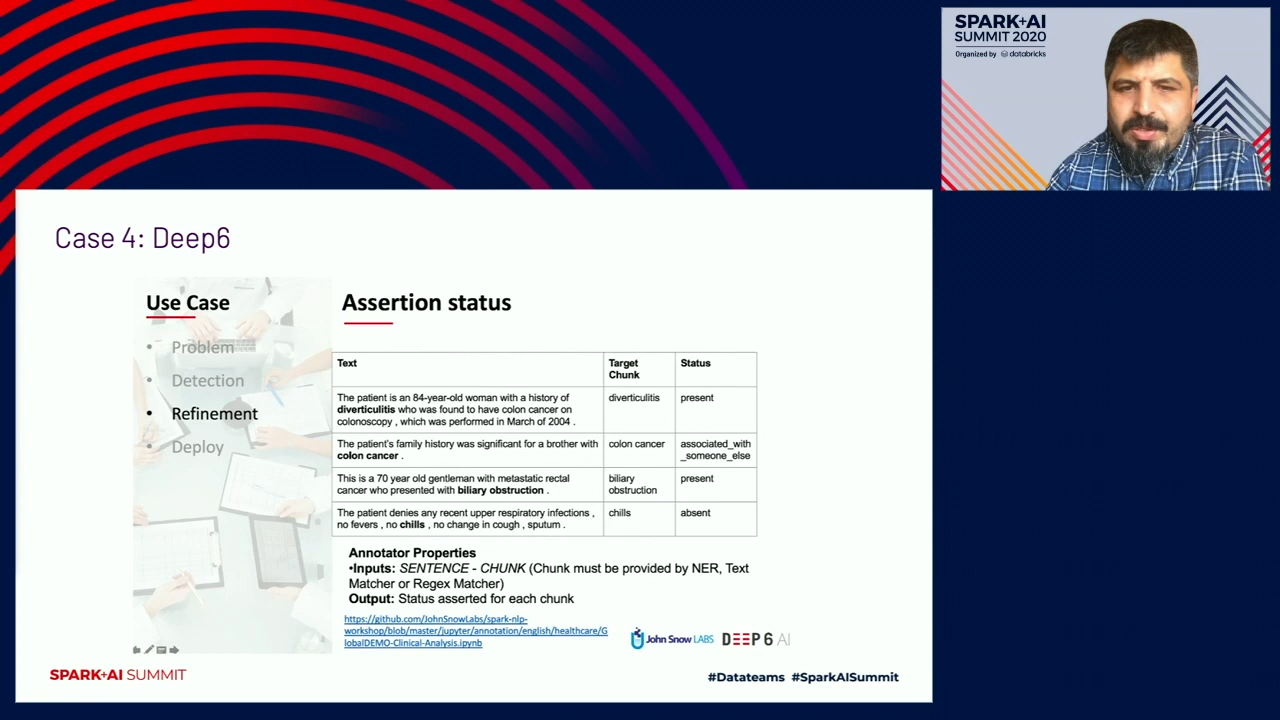 SPARK+AI
SUMMIT 2020
Organized by databricks
Case 4: Deep6
Use Case
• Problem
• Detection
• Refinement
• Deploy
Assertion status
Text Target Chunk Status
The patient is an 84-year-old woman with a history of
diverticulitis who was found to have colon cancer on
colonoscopy , which was performed in March of 2004 .
diverticulitis
present
The patient's family history was significant for a brother with
colon cancer .
colon cancer
associated_with
_someone_else
This is a 70 year old gentleman with metastatic rectal
cancer who presented with biliary obstruction .
biliary
obstruction
present
The patient denies any recent upper respiratory infections ,
no fevers , no chills , no change in cough , sputum .
chills
absent
Annotator Properties
•Inputs: SENTENCE - CHUNK (Chunk must be provided by NER, Text
Matcher or Regex Matcher)
Output: Status asserted for each chunk
https://github.com/JohnSnowLabs/spark-nlp-
workshop/blob/master/jupyter/annotation/english/healthcare/G
lobalDEMO-Clinical-Analysis.ipynb
John Snow LABS
DEEP 6 AI
SPARK+AI SUMMIT
#Datateams #SparkAISummit